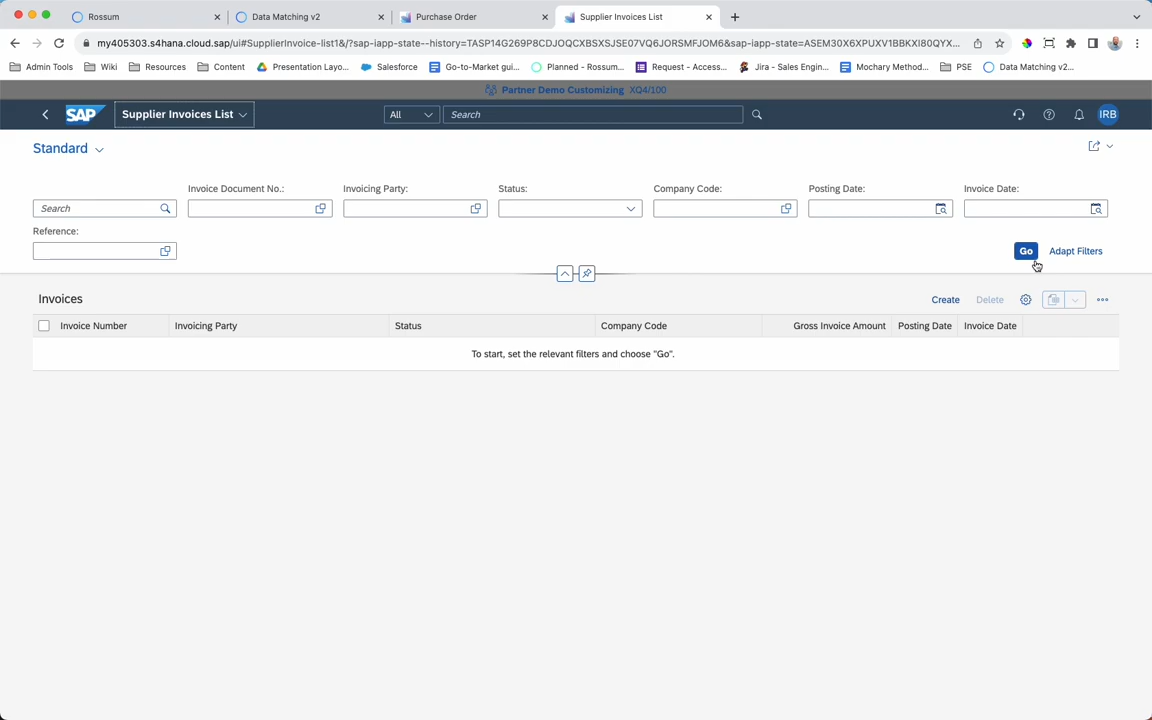 Rossum
Data Matching v2
Purchase Order
Supplier Invoices List
my405303.s4hana.cloud.sap/ui#SupplierInvoice-list1&/?sap-iapp-state--history=TASP14G269P8CDJOQCXBSXSJSE07VQ6JORSMFJOM6&sap-iapp-state=ASEM30X6XPUXV1BBKXI80QYX...
Admin Tools
Wiki
Resources
Content
Presentation Layo...
Salesforce
Go-to-Market gui...
Planned - Rossum...
Request - Access...
Jira - Sales Engin...
Mochary Method...
PSE
Data Matching v2...
Partner Demo Customizing XQ4/100
SAP
Supplier Invoices List
All
Search
IRB
Standard
Search
Invoice Document No.:
Invoicing Party:
Status:
Company Code:
Posting Date:
Invoice Date:
Reference:
Go
Adapt Filters
Invoices
Create
Delete
Invoice Number
Invoicing Party
Status
Company Code
Gross Invoice Amount
Posting Date
Invoice Date
To start, set the relevant filters and choose "Go".